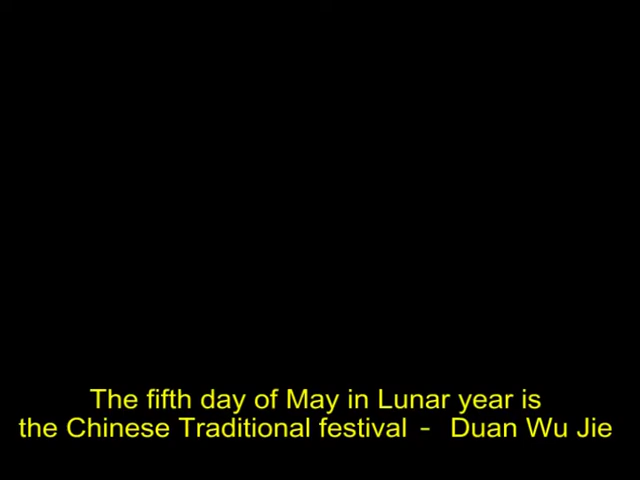 The fifth day of May in Lunar year is
the Chinese Traditional festival - Duan Wu Jie